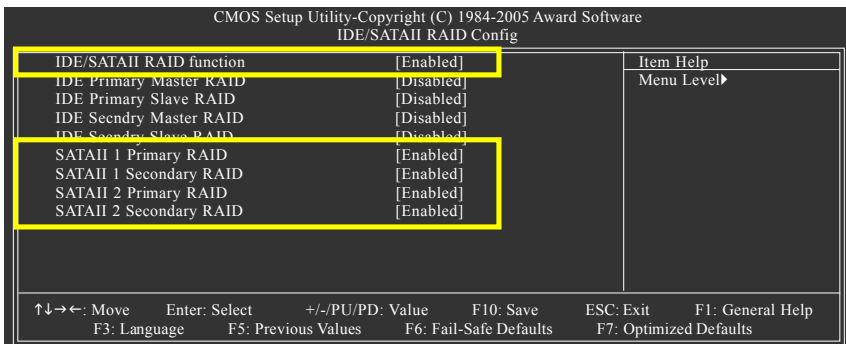 CMOS Setup Utility-Copyright (C) 1984-2005 Award Software
IDE/SATAII RAID Config
IDE/SATAII RAID function [Enabled] Item Help
IDE Primary Master RAID [Disabled] Menu Level▶
IDE Primary Slave RAID [Disabled]
IDE Secndry Master RAID [Disabled]
IDE Secndry Slave RAID [Disabled]
SATAII 1 Primary RAID [Enabled]
SATAII 1 Secondary RAID [Enabled]
SATAII 2 Primary RAID [Enabled]
SATAII 2 Secondary RAID [Enabled]
↑↓→←: Move Enter: Select +/-/PU/PD: Value F10: Save ESC: Exit F1: General Help
F3: Language F5: Previous Values F6: Fail-Safe Defaults F7: Optimized Defaults